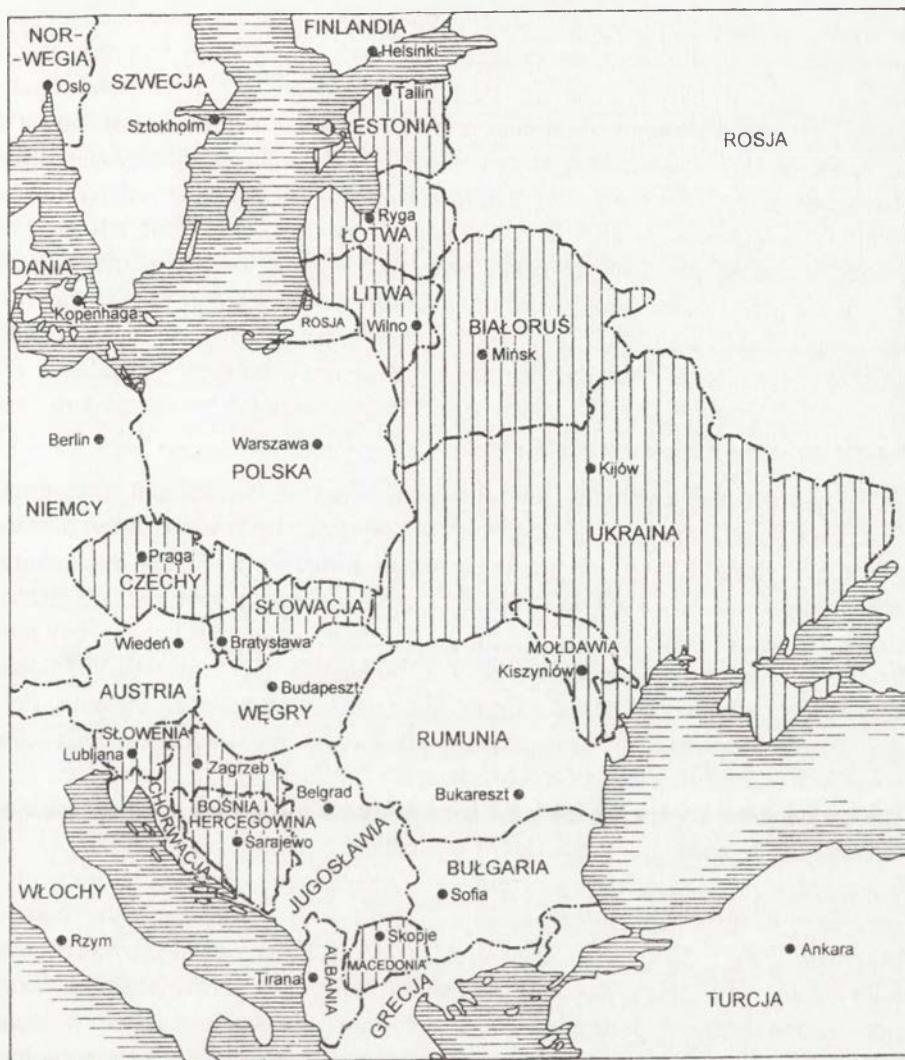 NOR-
-WEGIA
FINLANDIA
Helsinki
Oslo
SZWECJA
Tallin
Sztokholm
ESTONIA
ROSJA
Ryga
ŁOTWA
DANIA
Kopenhaga
LITWA
ROSJA
Wilno
BIAŁORUŚ
Mińsk
Berlin
Warszawa
POLSKA
Kijów
NIEMCY
UKRAINA
Praga
CZECHY
SŁOWACJA
Wiedeń
Bratysława
MOŁDAWIA
Kiszyniów
AUSTRIA
Budapeszt
WĘGRY
SŁOWENIA
RUMUNIA
Lubljana
Zagrzeb
CHORWACJA
BOŚNIA I
HERCEGOWINA
Belgrad
Bukareszt
Sarajewo
JUGOSŁAWIA
BUŁGARIA
Sofia
WŁOCHY
Rzym
Skopje
MACEDONIA
Ankara
Tirana
ALBANIA
GRECJA
TURCJA